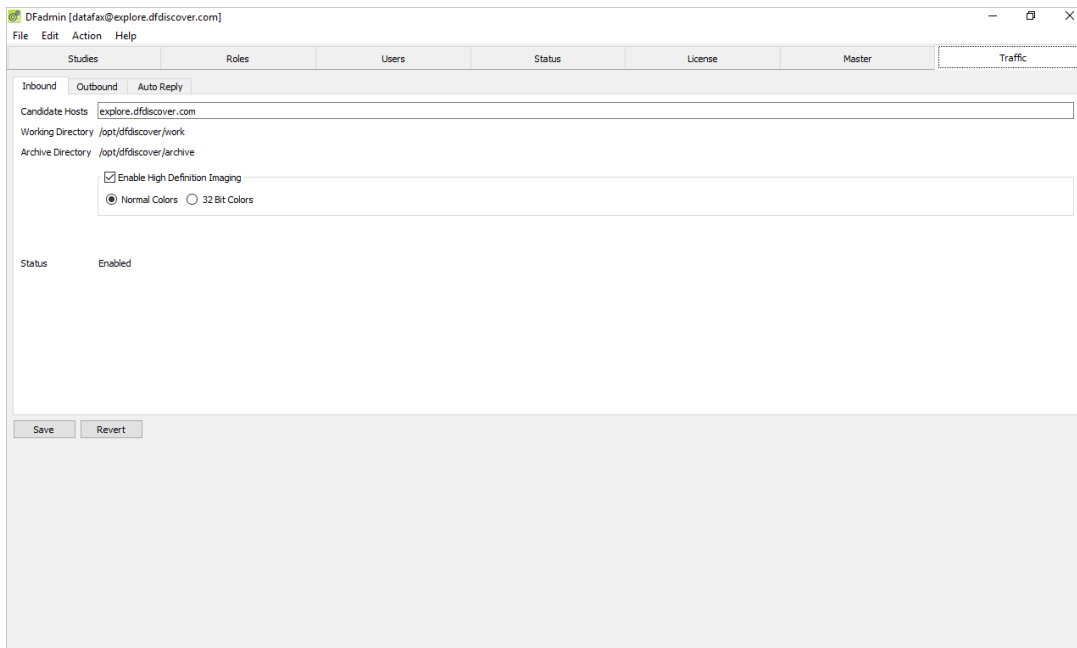 DFadmin [datafax@explore.dfdiscover.com]
File Edit Action Help
Studies Roles Users Status License Master Traffic
Inbound Outbound Auto Reply
Candidate Hosts explore.dfdiscover.com
Working Directory /opt/dfdiscover/work
Archive Directory /opt/dfdiscover/archive
Enable High Definition Imaging
Normal Colors 32 Bit Colors
Status Enabled
Save Revert